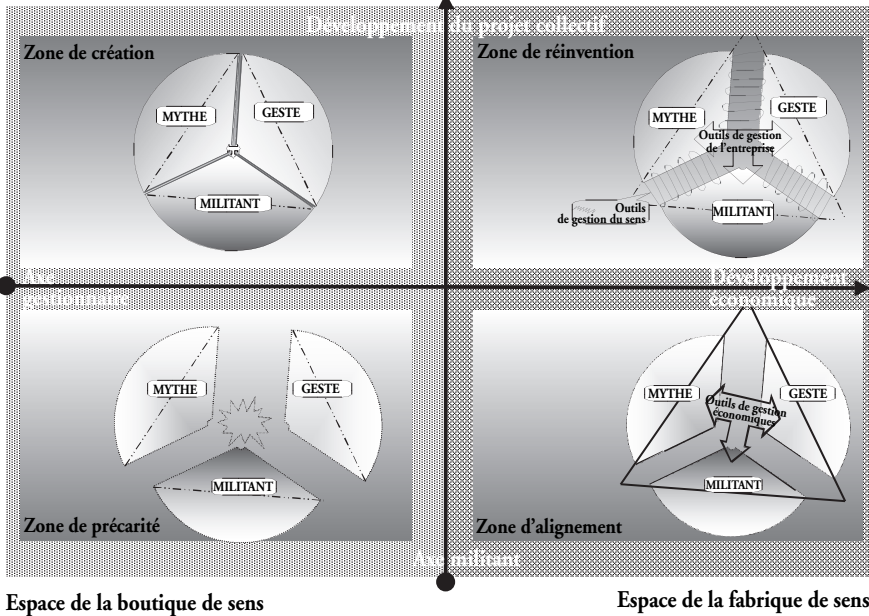 Développement du projet collectif
Zone de création
MYTHE
GESTE
MILITANT
Zone de réinvention
MYTHE
GESTE
Outils de gestion
de l'entreprise
Outils
de gestion du sens
MILITANT
Axe
gestionnaire
Développement
économique
MYTHE
GESTE
MILITANT
Zone de précarité
MYTHE
GESTE
Outils de gestion
économiques
MILITANT
Zone d'alignement
Axe militant
Espace de la boutique de sens
Espace de la fabrique de sens